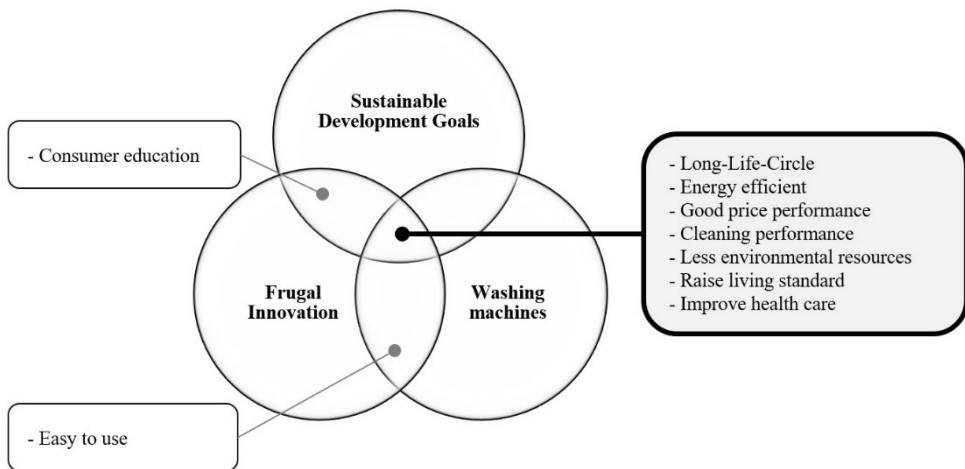 Sustainable
Development Goals
- Consumer education
- Long-Life-Circle
- Energy efficient
- Good price performance
- Cleaning performance
- Less environmental resources
- Raise living standard
- Improve health care
Frugal
Innovation
Washing
machines
- Easy to use